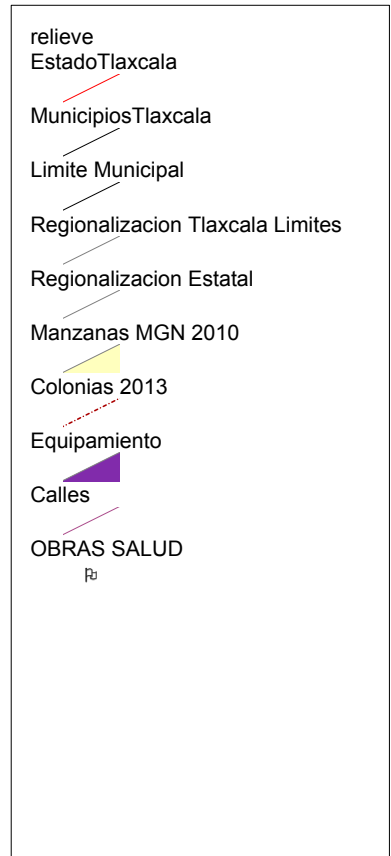 relieve
EstadoTlaxcala
MunicipiosTlaxcala
Limite Municipal
Regionalizacion Tlaxcala Limites
Regionalizacion Estatal
Manzanas MGN 2010
Colonias 2013
Equipamiento
Calles
OBRAS SALUD